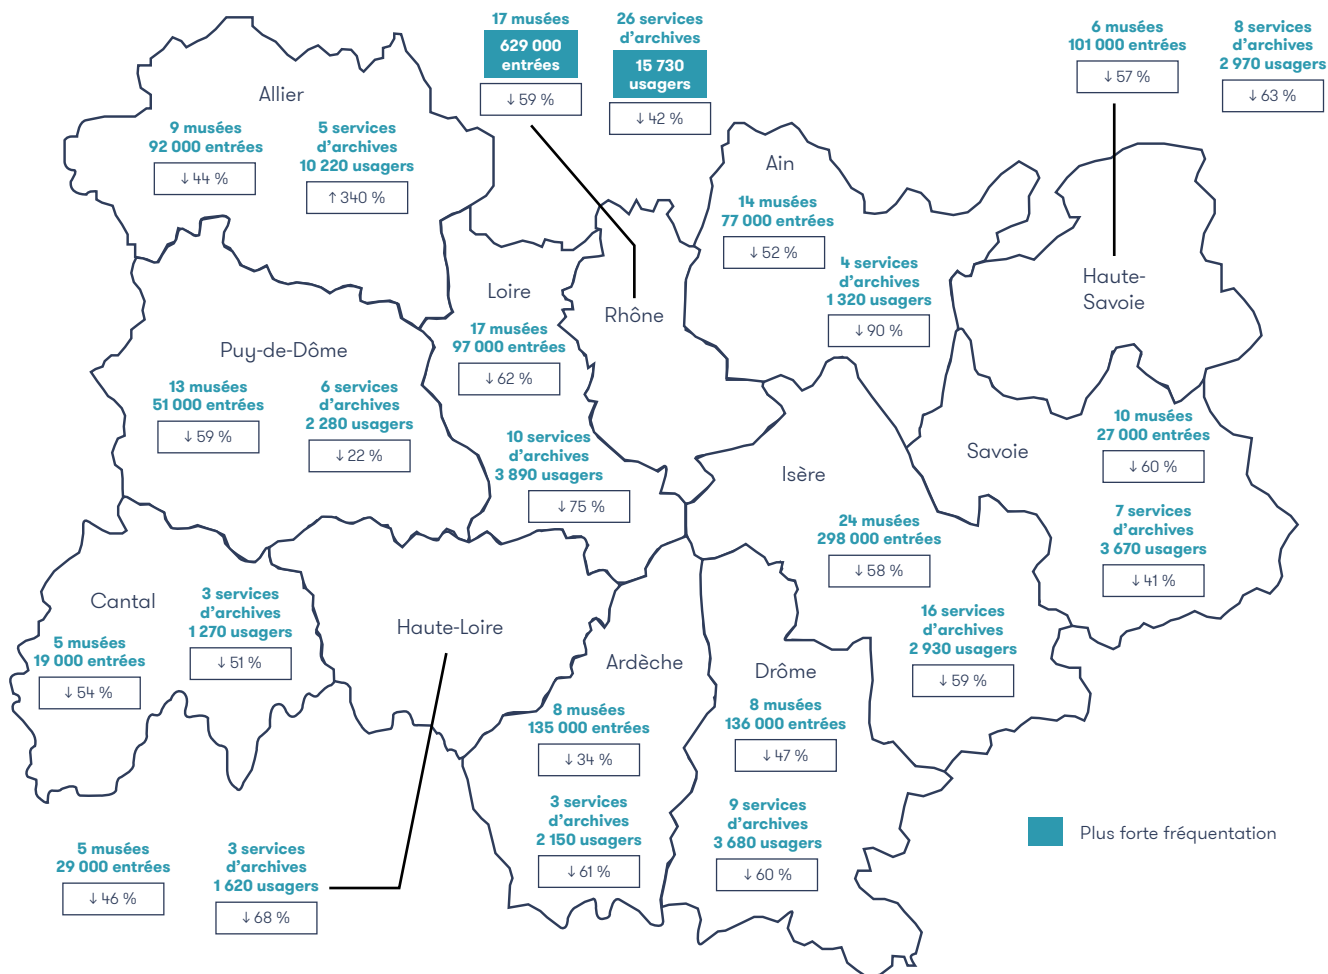 17 musées
629 000
entrées
↓ 59 %
26 services
d'archives
15 730
usagers
↓ 42 %
6 musées
101 000 entrées
↓ 57 %
8 services
d'archives
2 970 usagers
↓ 63 %
Allier
9 musées
92 000 entrées
↓ 44 %
5 services
d'archives
10 220 usagers
↑ 340 %
Ain
14 musées
77 000 entrées
↓ 52 %
4 services
d'archives
1 320 usagers
↓ 90 %
Haute-
Savoie
Loire
17 musées
97 000 entrées
↓ 62 %
10 services
d'archives
3 890 usagers
↓ 75 %
Rhône
Puy-de-Dôme
13 musées
51 000 entrées
↓ 59 %
6 services
d'archives
2 280 usagers
↓ 22 %
Savoie
10 musées
27 000 entrées
↓ 60 %
7 services
d'archives
3 670 usagers
↓ 41 %
Isère
24 musées
298 000 entrées
↓ 58 %
16 services
d'archives
2 930 usagers
↓ 59 %
Cantal
5 musées
19 000 entrées
↓ 54 %
3 services
d'archives
1 270 usagers
↓ 51 %
Haute-Loire
Ardèche
8 musées
135 000 entrées
↓ 34 %
3 services
d'archives
2 150 usagers
↓ 61 %
Drôme
8 musées
136 000 entrées
↓ 47 %
9 services
d'archives
3 680 usagers
↓ 60 %
5 musées
29 000 entrées
↓ 46 %
3 services
d'archives
1 620 usagers
↓ 68 %
Plus forte fréquentation